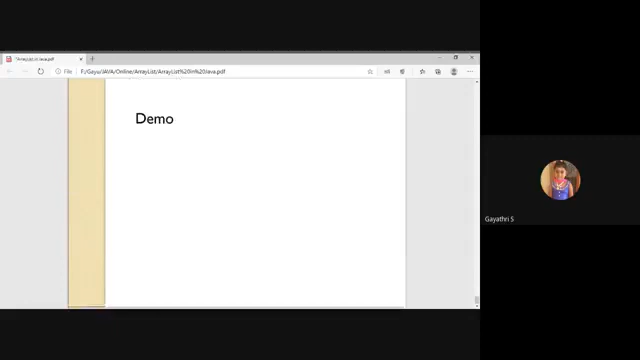 ArrayList in Java.pdf
File
F:/Gayu/JAVA/Online/ArrayList/ArrayList%20in%20Java.pdf
Demo
Gayathri S